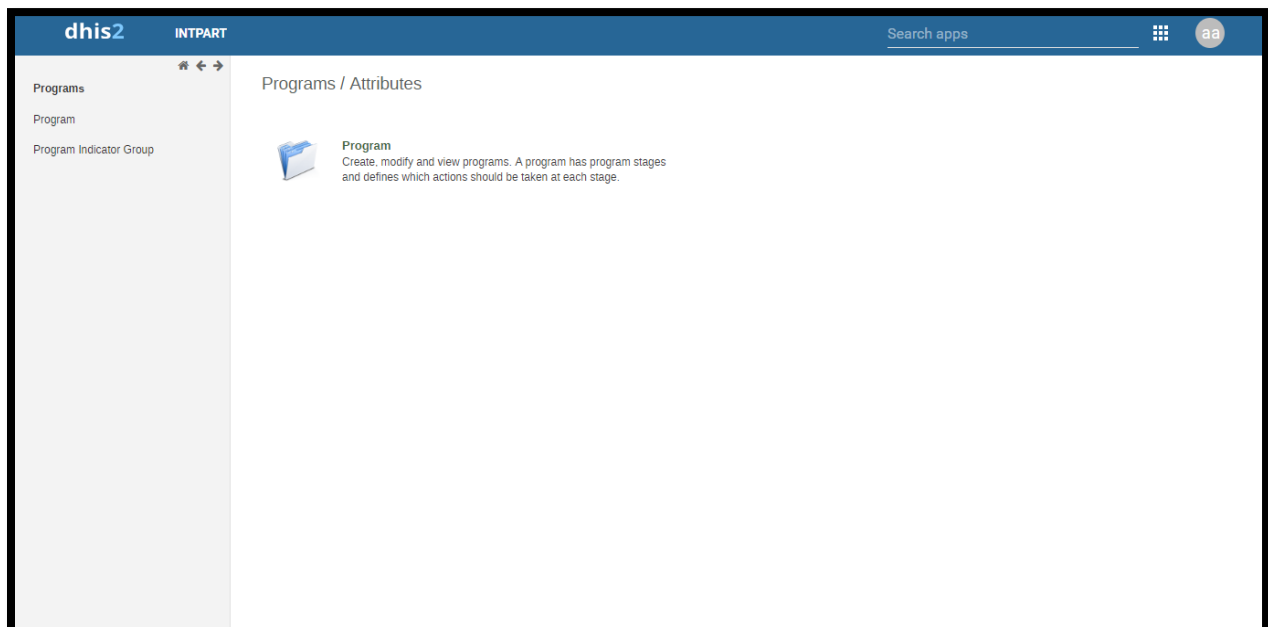 dhis2 INTPART Search apps aa
Programs
Program
Program Indicator Group
Programs / Attributes
Program
Create, modify and view programs. A program has program stages
and defines which actions should be taken at each stage.